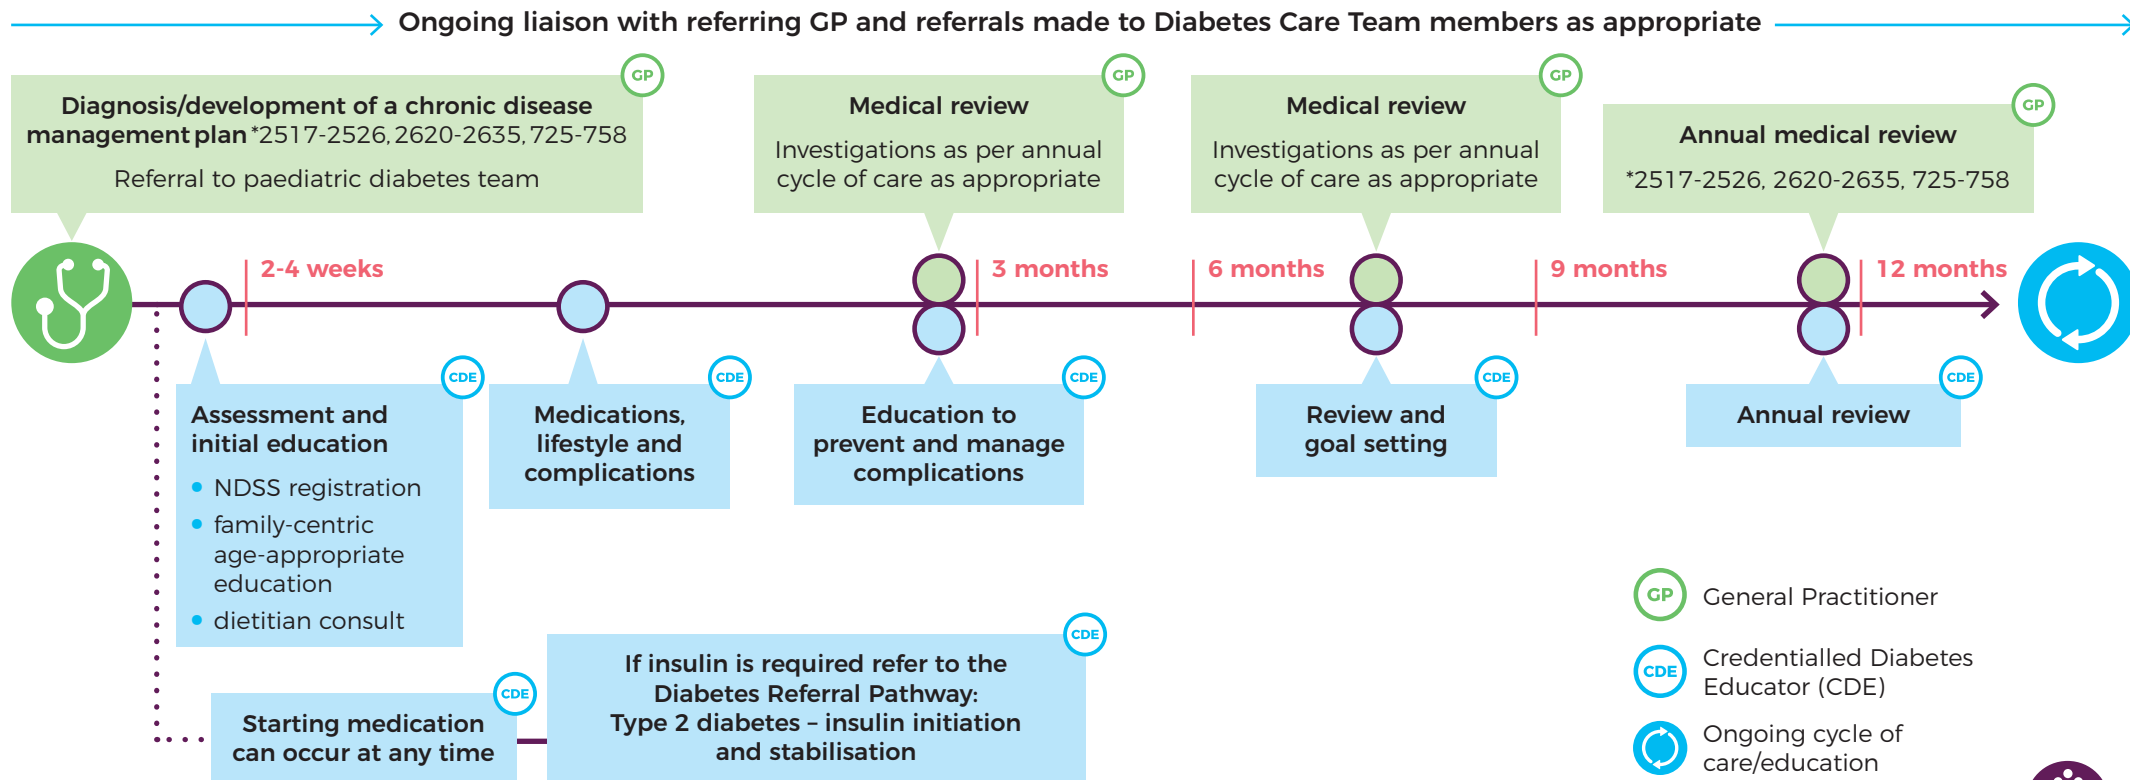 Ongoing liaison with referring GP and referrals made to Diabetes Care Team members as appropriate
GP
Diagnosis/development of a chronic disease
management plan *2517-2526, 2620-2635, 725-758
Referral to paediatric diabetes team
GP
Medical review
Investigations as per annual
cycle of care as appropriate
GP
Medical review
Investigations as per annual
cycle of care as appropriate
GP
Annual medical review
*2517-2526, 2620-2635, 725-758
2-4 weeks
3 months
6 months
9 months
12 months
CDE
Assessment and
initial education
• NDSS registration
• family-centric
age-appropriate
education
• dietitian consult
CDE
Medications,
lifestyle and
complications
CDE
Education to
prevent and manage
complications
CDE
Review and
goal setting
CDE
Annual review
CDE
Starting medication
can occur at any time
CDE
If insulin is required refer to the
Diabetes Referral Pathway:
Type 2 diabetes – insulin initiation
and stabilisation
GP
General Practitioner
CDE
Credentialled Diabetes
Educator (CDE)
Ongoing cycle of
care/education